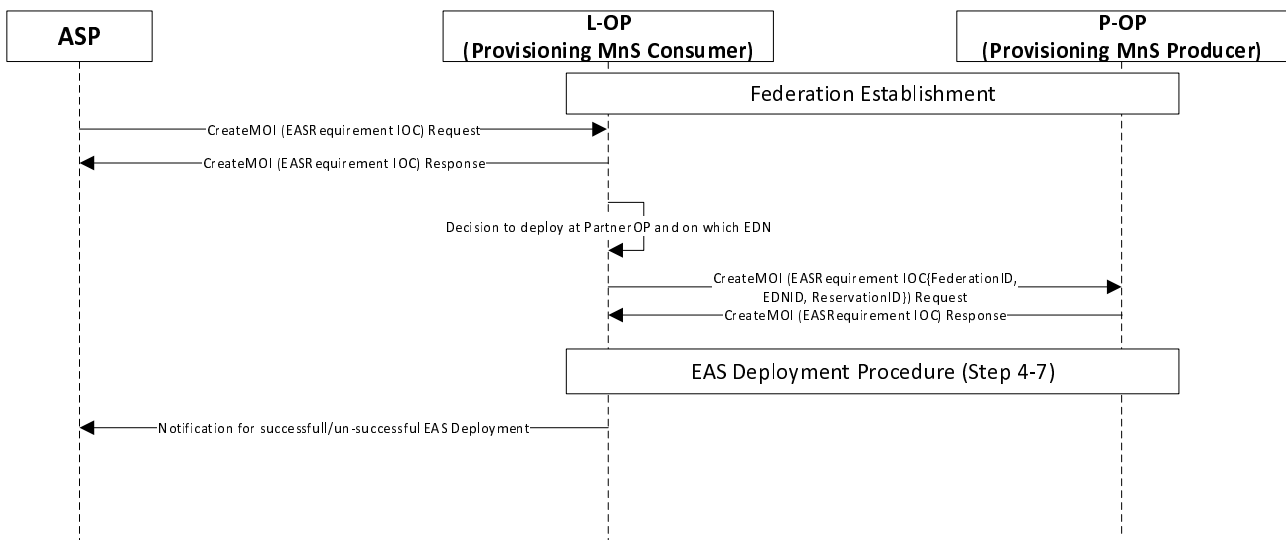 ASP
L-OP
(Provisioning MnS Consumer)
P-OP
(Provisioning MnS Producer)
Federation Establishment
CreateMOI (EASRequirement IOC) Request
CreateMOI (EASRequirement IOC) Response
Decision to deploy at PartnerOP and on which EDN
CreateMOI (EASRequirement IOC{FederationID,
EDNID, ReservationID}) Request
CreateMOI (EASRequirement IOC) Response
EAS Deployment Procedure (Step 4-7)
Notification for successfull/un-successful EAS Deployment